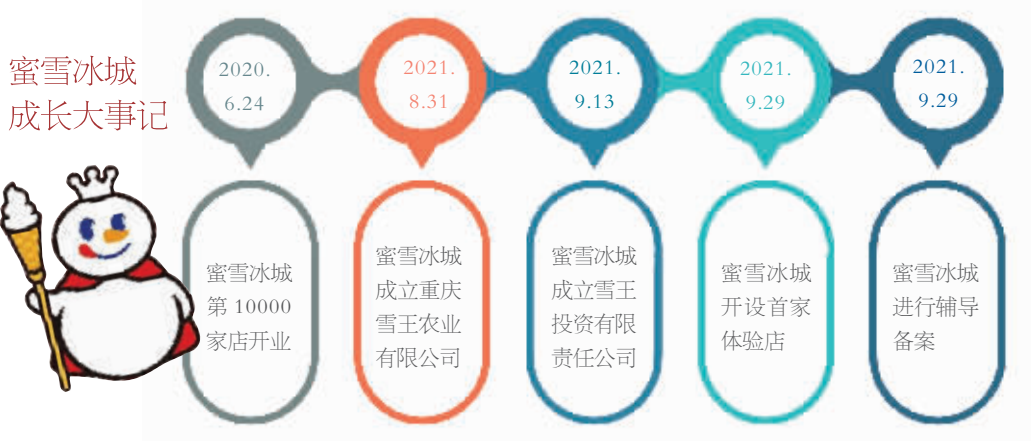 蜜雪冰城
成长大事记
2020.
6.24
2021.
8.31
2021.
9.13
2021.
9.29
2021.
9.29
蜜雪冰城
第 10000
家店开业
蜜雪冰城
成立重庆
雪王农业
有限公司
蜜雪冰城
成立雪王
投资有限
责任公司
蜜雪冰城
开设首家
体验店
蜜雪冰城
进行辅导
备案